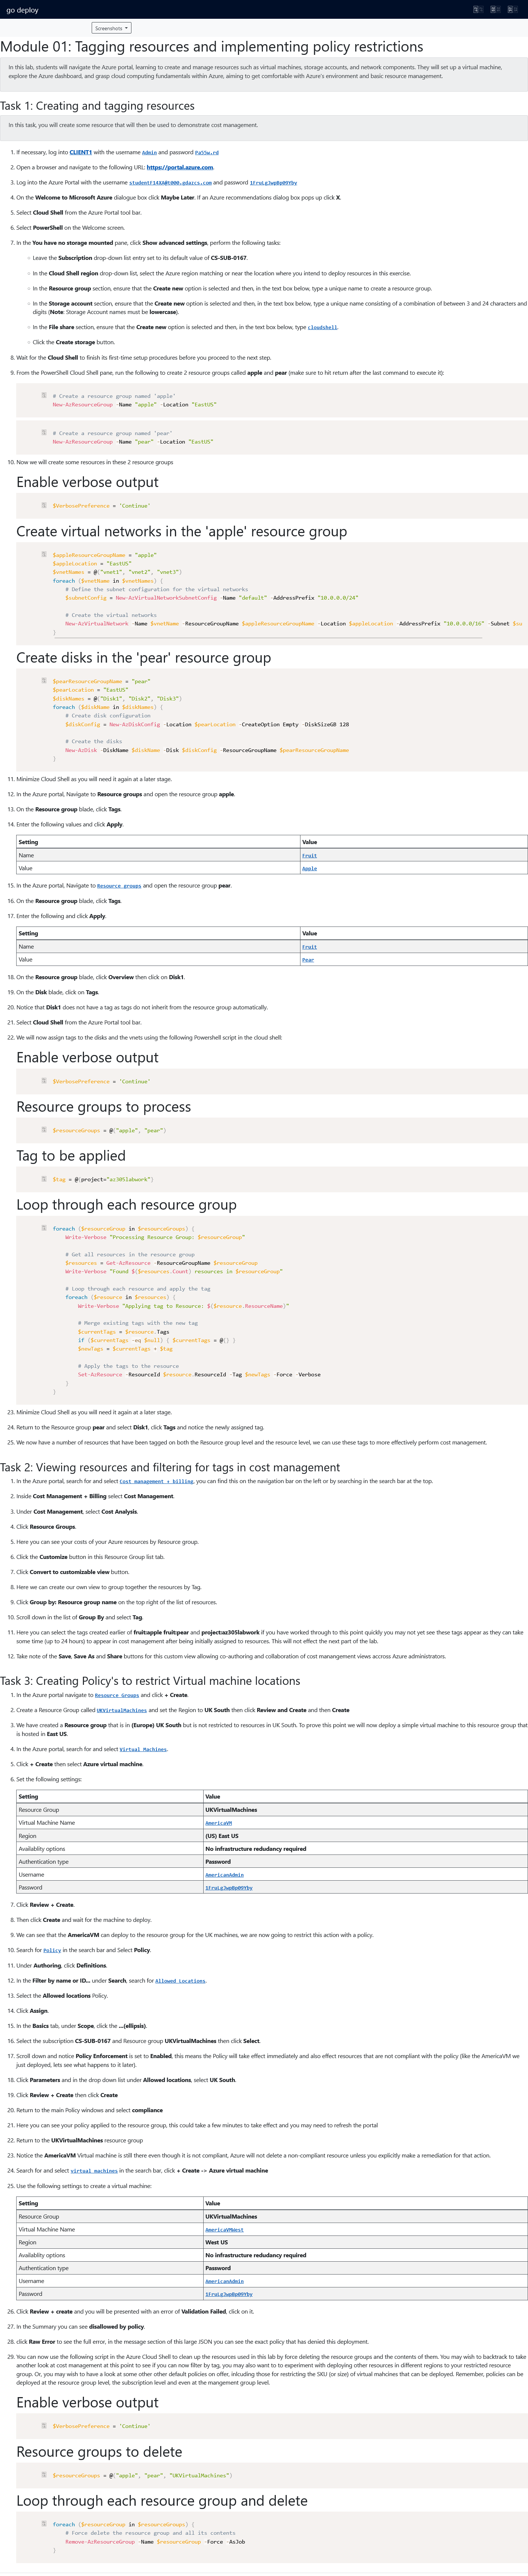 go deploy
Screenshots
Module 01: Tagging resources and implementing policy restrictions
In this lab, students will navigate the Azure portal, learning to create and manage resources such as virtual machines, storage accounts, and network components. They will set up a virtual machine,
explore the Azure dashboard, and grasp cloud computing fundamentals within Azure, aiming to get comfortable with Azure's environment and basic resource management.
Task 1: Creating and tagging resources
In this task, you will create some resource that will then be used to demonstrate cost management.
1. If necessary, log into CLIENT1 with the username Admin and password Pa55w.rd
2. Open a browser and navigate to the following URL: https://portal.azure.com.
3. Log into the Azure Portal with the username and password
4. On the Welcome to Microsoft Azure dialogue box click Maybe Later. If an Azure recommendations dialog box pops up click X.
5. Select Cloud Shell from the Azure Portal tool bar.
6. Select PowerShell on the Welcome screen.
7. In the You have no storage mounted pane, click Show advanced settings, perform the following tasks:
○ Leave the Subscription drop-down list entry set to its default value of CS-SUB-0167.
○ In the Cloud Shell region drop-down list, select the Azure region matching or near the location where you intend to deploy resources in this exercise.
○ In the Resource group section, ensure that the Create new option is selected and then, in the text box below, type a unique name to create a resource group.
○ In the Storage account section, ensure that the Create new option is selected and then, in the text box below, type a unique name consisting of a combination of between 3 and 24 characters and
digits (Note: Storage Account names must be lowercase).
○ In the File share section, ensure that the Create new option is selected and then, in the text box below, type cloudshell.
○ Click the Create storage button.
8. Wait for the Cloud Shell to finish its first-time setup procedures before you proceed to the next step.
9. From the PowerShell Cloud Shell pane, run the following to create 2 resource groups called apple and pear (make sure to hit return after the last command to execute it):
# Create a resource group named 'apple'
New-AzResourceGroup -Name "apple" -Location "EastUS"
# Create a resource group named 'pear'
New-AzResourceGroup -Name "pear" -Location "EastUS"
10. Now we will create some resources in these 2 resource groups
Enable verbose output
$VerbosePreference = 'Continue'
Create virtual networks in the 'apple' resource group
$appleResourceGroupName = "apple"
$appleLocation = "EastUS"
$vnetNames = @("vnet1", "vnet2", "vnet3")
foreach ($vnetName in $vnetNames) {
# Define the subnet configuration for the virtual networks
$subnetConfig = New-AzVirtualNetworkSubnetConfig -Name "default" -AddressPrefix "10.0.0.0/24"
# Create the virtual networks
New-AzVirtualNetwork -Name $vnetName -ResourceGroupName $appleResourceGroupName -Location $appleLocation -AddressPrefix "10.0.0.0/16" -Subnet $su
}
Create disks in the 'pear' resource group
$pearResourceGroupName = "pear"
$pearLocation = "EastUS"
$diskNames = @("Disk1", "Disk2", "Disk3")
foreach ($diskName in $diskNames) {
# Create disk configuration
$diskConfig = New-AzDiskConfig -Location $pearLocation -CreateOption Empty -DiskSizeGB 128
# Create the disks
New-AzDisk -DiskName $diskName -Disk $diskConfig -ResourceGroupName $pearResourceGroupName
}
11. Minimize Cloud Shell as you will need it again at a later stage.
12. In the Azure portal, Navigate to Resource groups and open the resource group apple.
13. On the Resource group blade, click Tags.
14. Enter the following values and click Apply.
Setting Value
Name Fruit
Value Apple
15. In the Azure portal, Navigate to Resource groups and open the resource group pear.
16. On the Resource group blade, click Tags.
17. Enter the following and click Apply.
Setting Value
Name Fruit
Value Pear
18. On the Resource group blade, click Overview then click on Disk1.
19. On the Disk blade, click on Tags.
20. Notice that Disk1 does not have a tag as tags do not inherit from the resource group automatically.
21. Select Cloud Shell from the Azure Portal tool bar.
22. We will now assign tags to the disks and the vnets using the following Powershell script in the cloud shell:
Enable verbose output
$VerbosePreference = 'Continue'
Resource groups to process
$resourceGroups = @("apple", "pear")
Tag to be applied
$tag = @{project="az305labwork"}
Loop through each resource group
foreach ($resourceGroup in $resourceGroups) {
Write-Verbose "Processing Resource Group: $resourceGroup"
# Get all resources in the resource group
$resources = Get-AzResource -ResourceGroupName $resourceGroup
Write-Verbose "Found $($resources.Count) resources in $resourceGroup"
# Loop through each resource and apply the tag
foreach ($resource in $resources) {
Write-Verbose "Applying tag to Resource: $($resource.ResourceName)"
# Merge existing tags with the new tag
$currentTags = $resource.Tags
if ($currentTags -eq $null) { $currentTags = @{} }
$newTags = $currentTags + $tag
# Apply the tags to the resource
Set-AzResource -ResourceId $resource.ResourceId -Tag $newTags -Force -Verbose
}
}
23. Minimize Cloud Shell as you will need it again at a later stage.
24. Return to the Resource group pear and select Disk1, click Tags and notice the newly assigned tag.
25. We now have a number of resources that have been tagged on both the Resource group level and the resource level, we can use these tags to more effectively perform cost management.
Task 2: Viewing resources and filtering for tags in cost management
1. In the Azure portal, search for and select Cost management + billing, you can find this on the navigation bar on the left or by searching in the search bar at the top.
2. Inside Cost Management + Billing select Cost Management.
3. Under Cost Management, select Cost Analysis.
4. Click Resource Groups.
5. Here you can see your costs of your Azure resources by Resource group.
6. Click the Customize button in this Resource Group list tab.
7. Click Convert to customizable view button.
8. Here we can create our own view to group together the resources by Tag.
9. Click Group by: Resource group name on the top right of the list of resources.
10. Scroll down in the list of Group By and select Tag.
11. Here you can select the tags created earlier of fruit:apple fruit:pear and project:az305labwork if you have worked through to this point quickly you may not yet see these tags appear as they can take
some time (up to 24 hours) to appear in cost management after being initially assigned to resources. This will not effect the next part of the lab.
12. Take note of the Save, Save As and Share buttons for this custom view allowing co-authoring and collaboration of cost management views accross Azure administrators.
Task 3: Creating Policy's to restrict Virtual machine locations
1. In the Azure portal navigate to Resource Groups and click + Create.
2. Create a Resource Group called UKVirtualMachines and set the Region to UK South then click Review and Create and then Create
3. We have created a Resource group that is in (Europe) UK South but is not restricted to resources in UK South. To prove this point we will now deploy a simple virtual machine to this resource group that
is hosted in East US.
4. In the Azure portal, search for and select Virtual Machines.
5. Click + Create then select Azure virtual machine.
6. Set the following settings:
Setting Value
Resource Group UKVirtualMachines
Virtual Machine Name AmericaVM
Region (US) East US
Availablity options No infrastructure redudancy required
Authentication type Password
Username AmericanAdmin
Password
7. Click Review + Create.
8. Then click Create and wait for the machine to deploy.
9. We can see that the AmericaVM can deploy to the resource group for the UK machines, we are now going to restrict this action with a policy.
10. Search for Policy in the search bar and Select Policy.
11. Under Authoring, click Definitions.
12. In the Filter by name or ID... under Search, search for Allowed Locations.
13. Select the Allowed locations Policy.
14. Click Assign.
15. In the Basics tab, under Scope, click the ...(ellipsis).
16. Select the subscription CS-SUB-0167 and Resource group UKVirtualMachines then click Select.
17. Scroll down and notice Policy Enforcement is set to Enabled, this means the Policy will take effect immediately and also effect resources that are not compliant with the policy (like the AmericaVM we
just deployed, lets see what happens to it later).
18. Click Parameters and in the drop down list under Allowed locations, select UK South.
19. Click Review + Create then click Create
20. Return to the main Policy windows and select compliance
21. Here you can see your policy applied to the resource group, this could take a few minutes to take effect and you may need to refresh the portal
22. Return to the UKVirtualMachines resource group
23. Notice the AmericaVM Virtual machine is still there even though it is not compliant, Azure will not delete a non-compliant resource unless you explicitly make a remediation for that action.
24. Search for and select virtual machines in the search bar, click + Create -> Azure virtual machine
25. Use the following settings to create a virtual machine:
Setting Value
Resource Group UKVirtualMachines
Virtual Machine Name AmericaVMWest
Region West US
Availablity options No infrastructure redudancy required
Authentication type Password
Username AmericanAdmin
Password
26. Click Review + create and you will be presented with an error of Validation Failed, click on it.
27. In the Summary you can see disallowed by policy.
28. click Raw Error to see the full error, in the message section of this large JSON you can see the exact policy that has denied this deployment.
29. You can now use the following script in the Azure Cloud Shell to clean up the resources used in this lab by force deleting the resource groups and the contents of them. You may wish to backtrack to take
another look at cost management at this point to see if you can now filter by tag, you may also want to to experiment with deploying other resources in different regions to your restricted resource
group. Or, you may wish to have a look at some other other default policies on offer, inlcuding those for restricting the SKU (or size) of virtual mahcines that can be deployed. Remember, policies can be
deployed at the resource group level, the subscription level and even at the mangement group level.
Enable verbose output
$VerbosePreference = 'Continue'
Resource groups to delete
$resourceGroups = @("apple", "pear", "UKVirtualMachines")
Loop through each resource group and delete
foreach ($resourceGroup in $resourceGroups) {
# Force delete the resource group and all its contents
Remove-AzResourceGroup -Name $resourceGroup -Force -AsJob
}